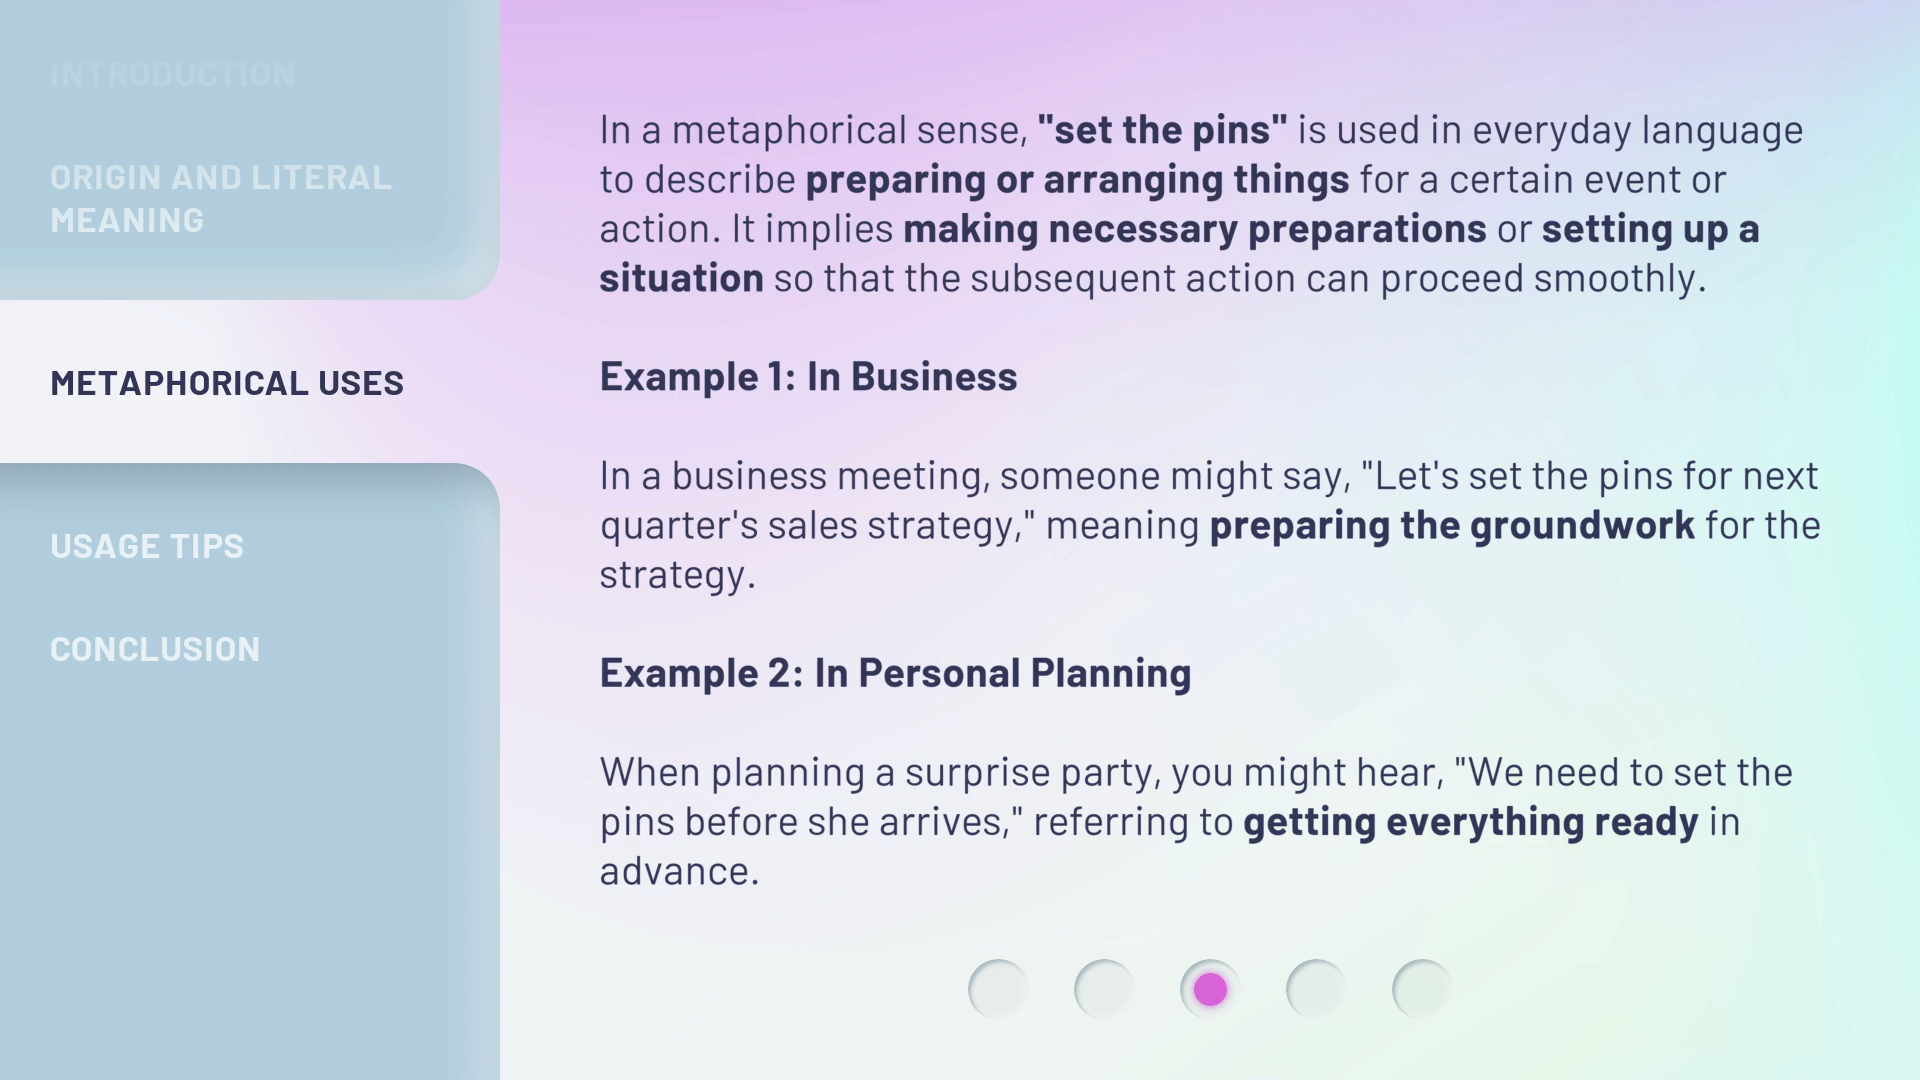 INTRODUCTION
ORIGIN AND LITERAL
MEANING
METAPHORICAL USES
USAGE TIPS
CONCLUSION
In a metaphorical sense, "set the pins" is used in everyday language
to describe preparing or arranging things for a certain event or
action. It implies making necessary preparations or setting up a
situation so that the subsequent action can proceed smoothly.
Example 1: In Business
In a business meeting, someone might say, "Let's set the pins for next
quarter's sales strategy," meaning preparing the groundwork for the
strategy.
Example 2: In Personal Planning
When planning a surprise party, you might hear, "We need to set the
pins before she arrives," referring to getting everything ready in
advance.